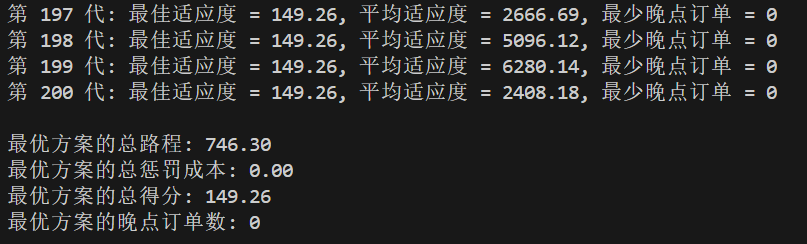 第 197 代: 最佳适应度 = 149.26, 平均适应度 = 2666.69, 最少晚点订单 = 0
第 198 代: 最佳适应度 = 149.26, 平均适应度 = 5096.12, 最少晚点订单 = 0
第 199 代: 最佳适应度 = 149.26, 平均适应度 = 6280.14, 最少晚点订单 = 0
第 200 代: 最佳适应度 = 149.26, 平均适应度 = 2408.18, 最少晚点订单 = 0
最优方案的总路程: 746.30
最优方案的总惩罚成本: 0.00
最优方案的总得分: 149.26
最优方案的晚点订单数: 0